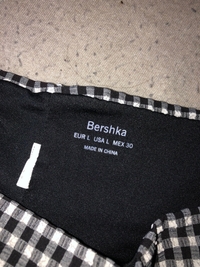 Bershka
EUR L USA L MEX 30
MADE IN CHINA